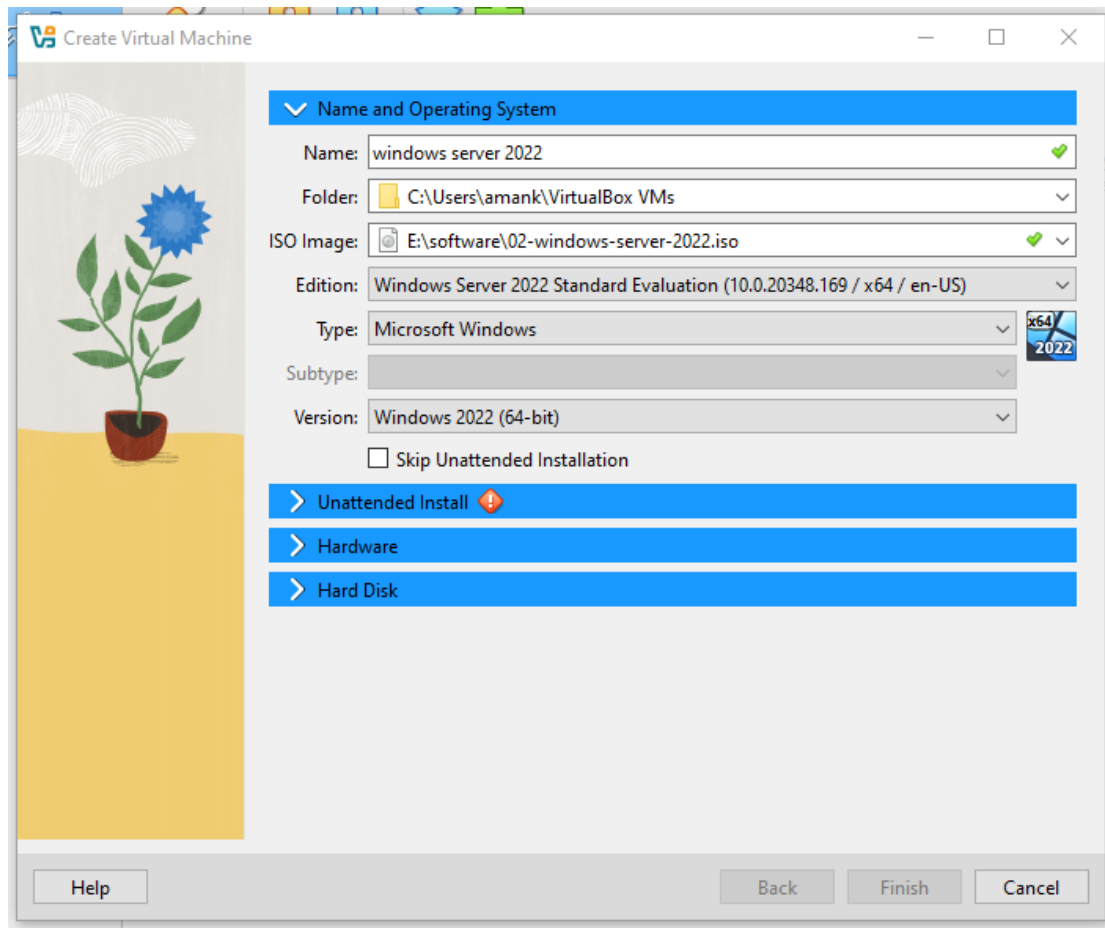 Create Virtual Machine
Name and Operating System
Name: windows server 2022
Folder: C:\Users\amank\VirtualBox VMs
ISO Image: E:\software\02-windows-server-2022.iso
Edition: Windows Server 2022 Standard Evaluation (10.0.20348.169 / x64 / en-US)
Type: Microsoft Windows
x64
2022
Subtype:
Version: Windows 2022 (64-bit)
Skip Unattended Installation
Unattended Install
Hardware
Hard Disk
Help Back Finish Cancel